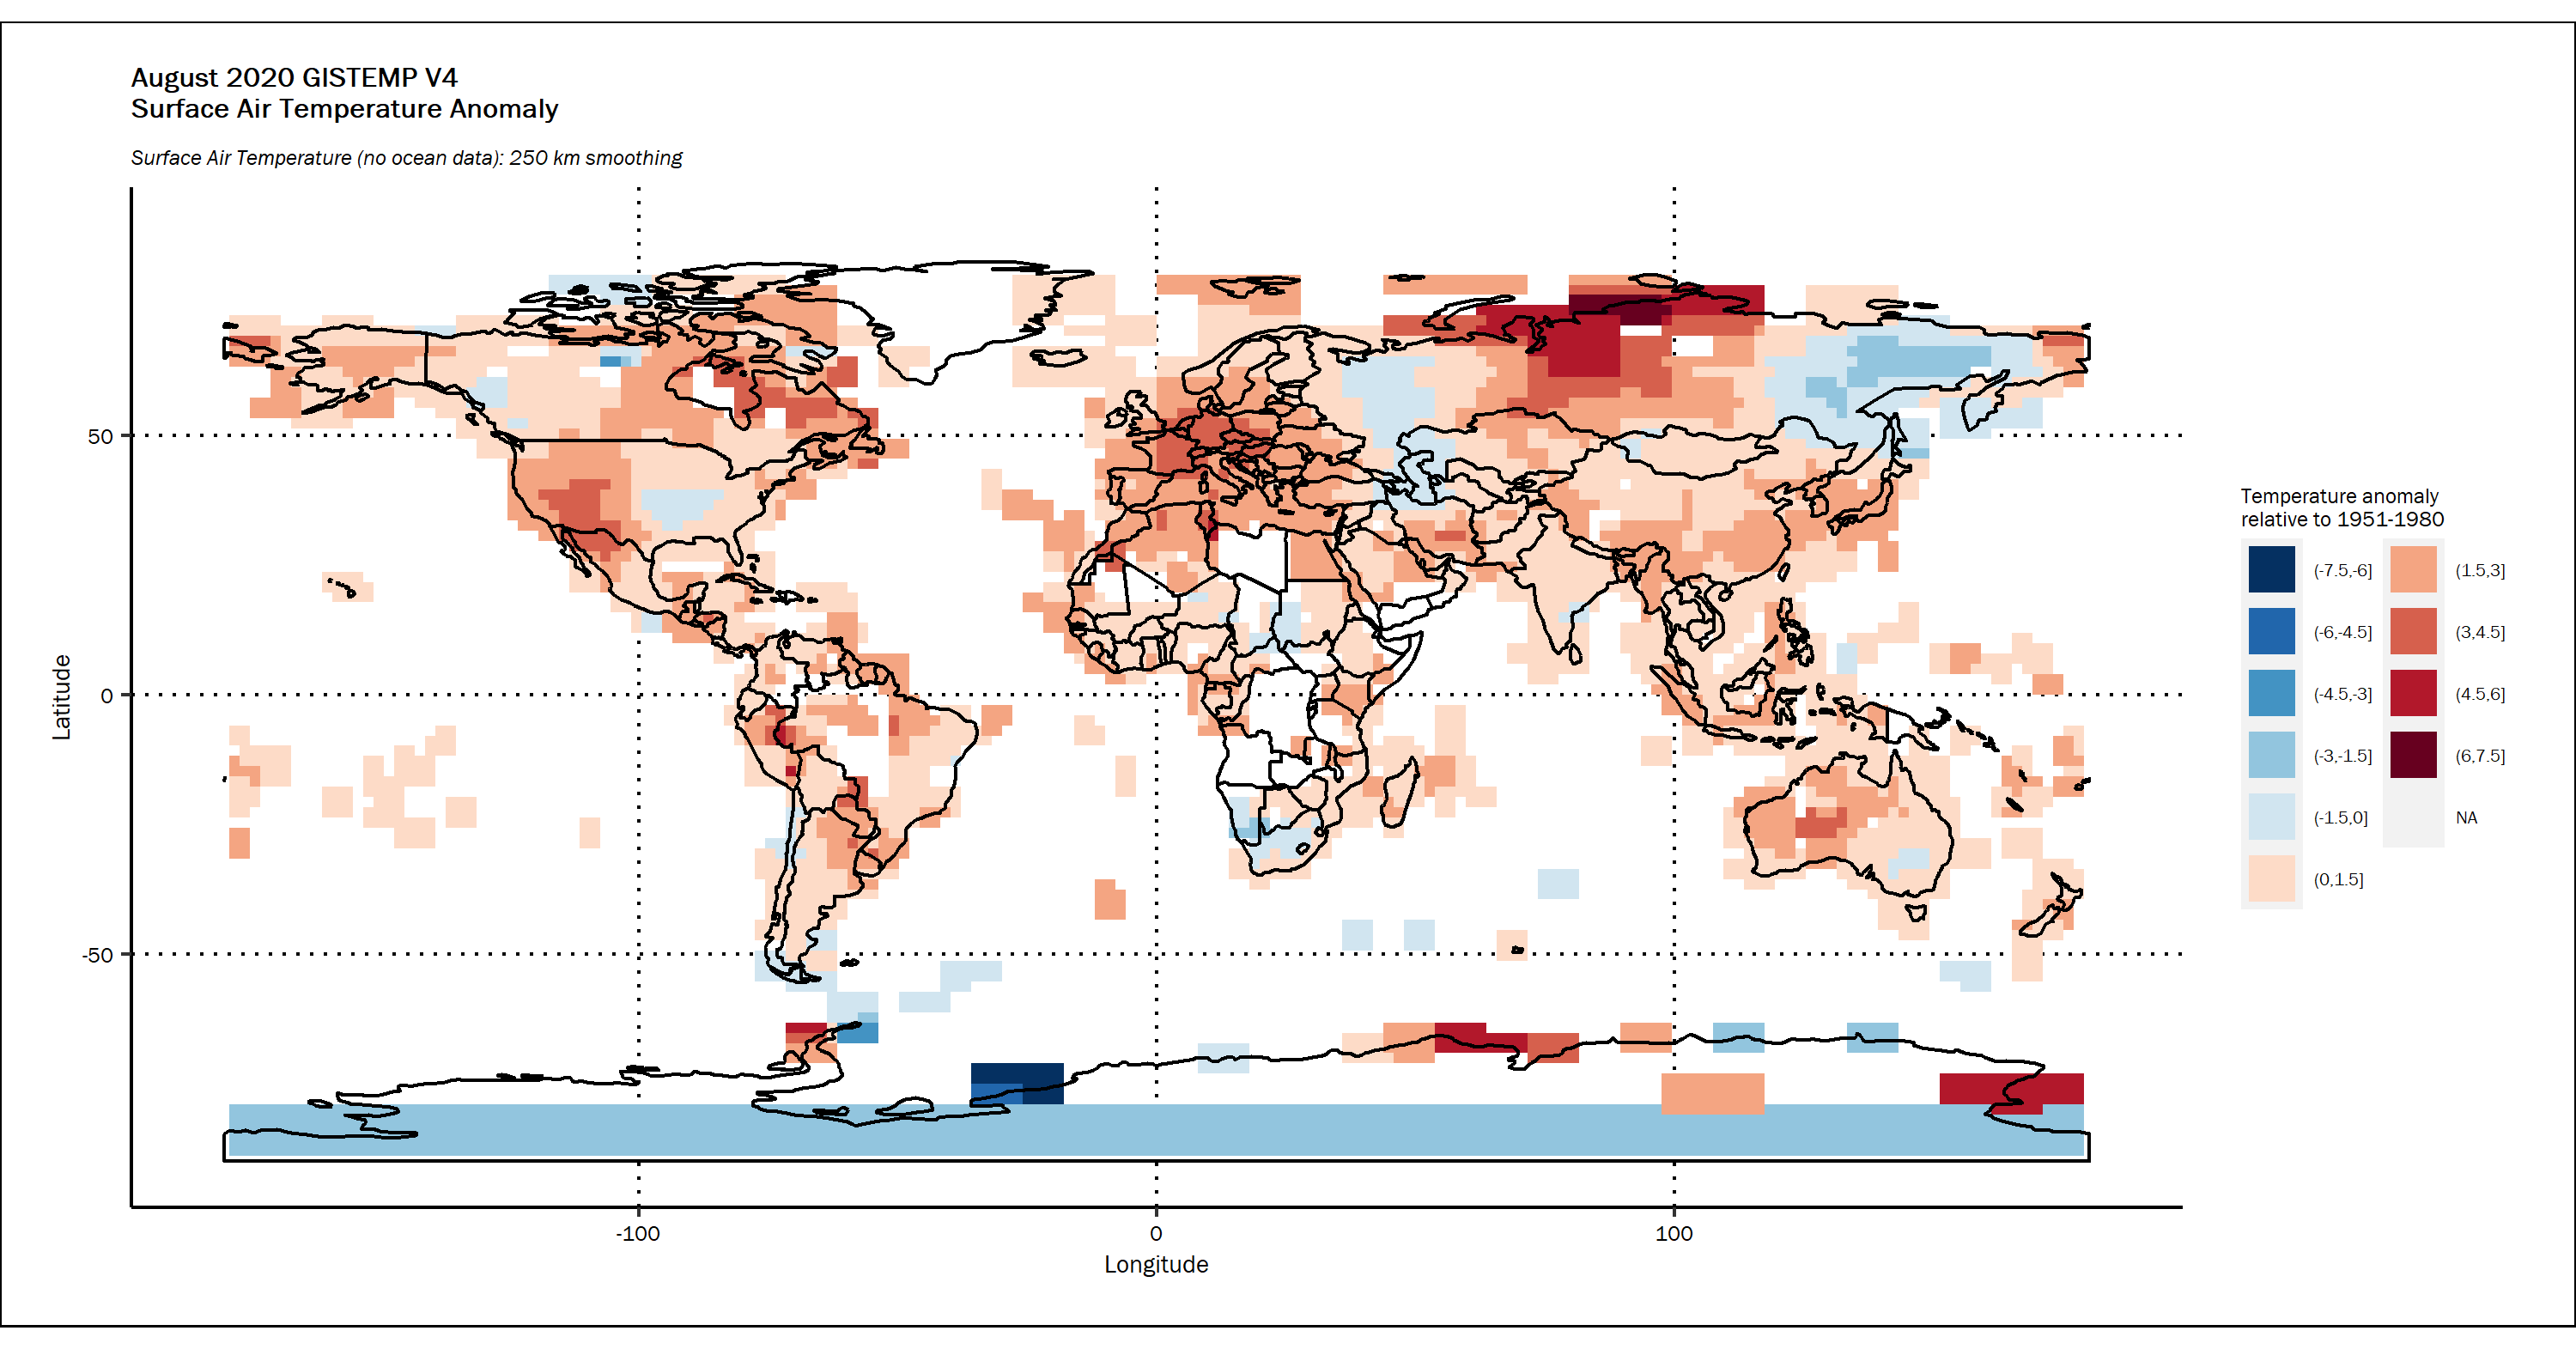 August 2020 GISTEMP V4
Surface Air Temperature Anomaly
Surface Air Temperature (no ocean data): 250 km smoothing
50
0
-50
Latitude
-100
0
100
Longitude
Temperature anomaly
relative to 1951-1980
(-7.5,-6]
(-6,-4.5]
(-4.5,-3]
(-3,-1.5]
(-1.5,0]
(0,1.5]
(1.5,3]
(3,4.5]
(4.5,6]
(6,7.5]
NA